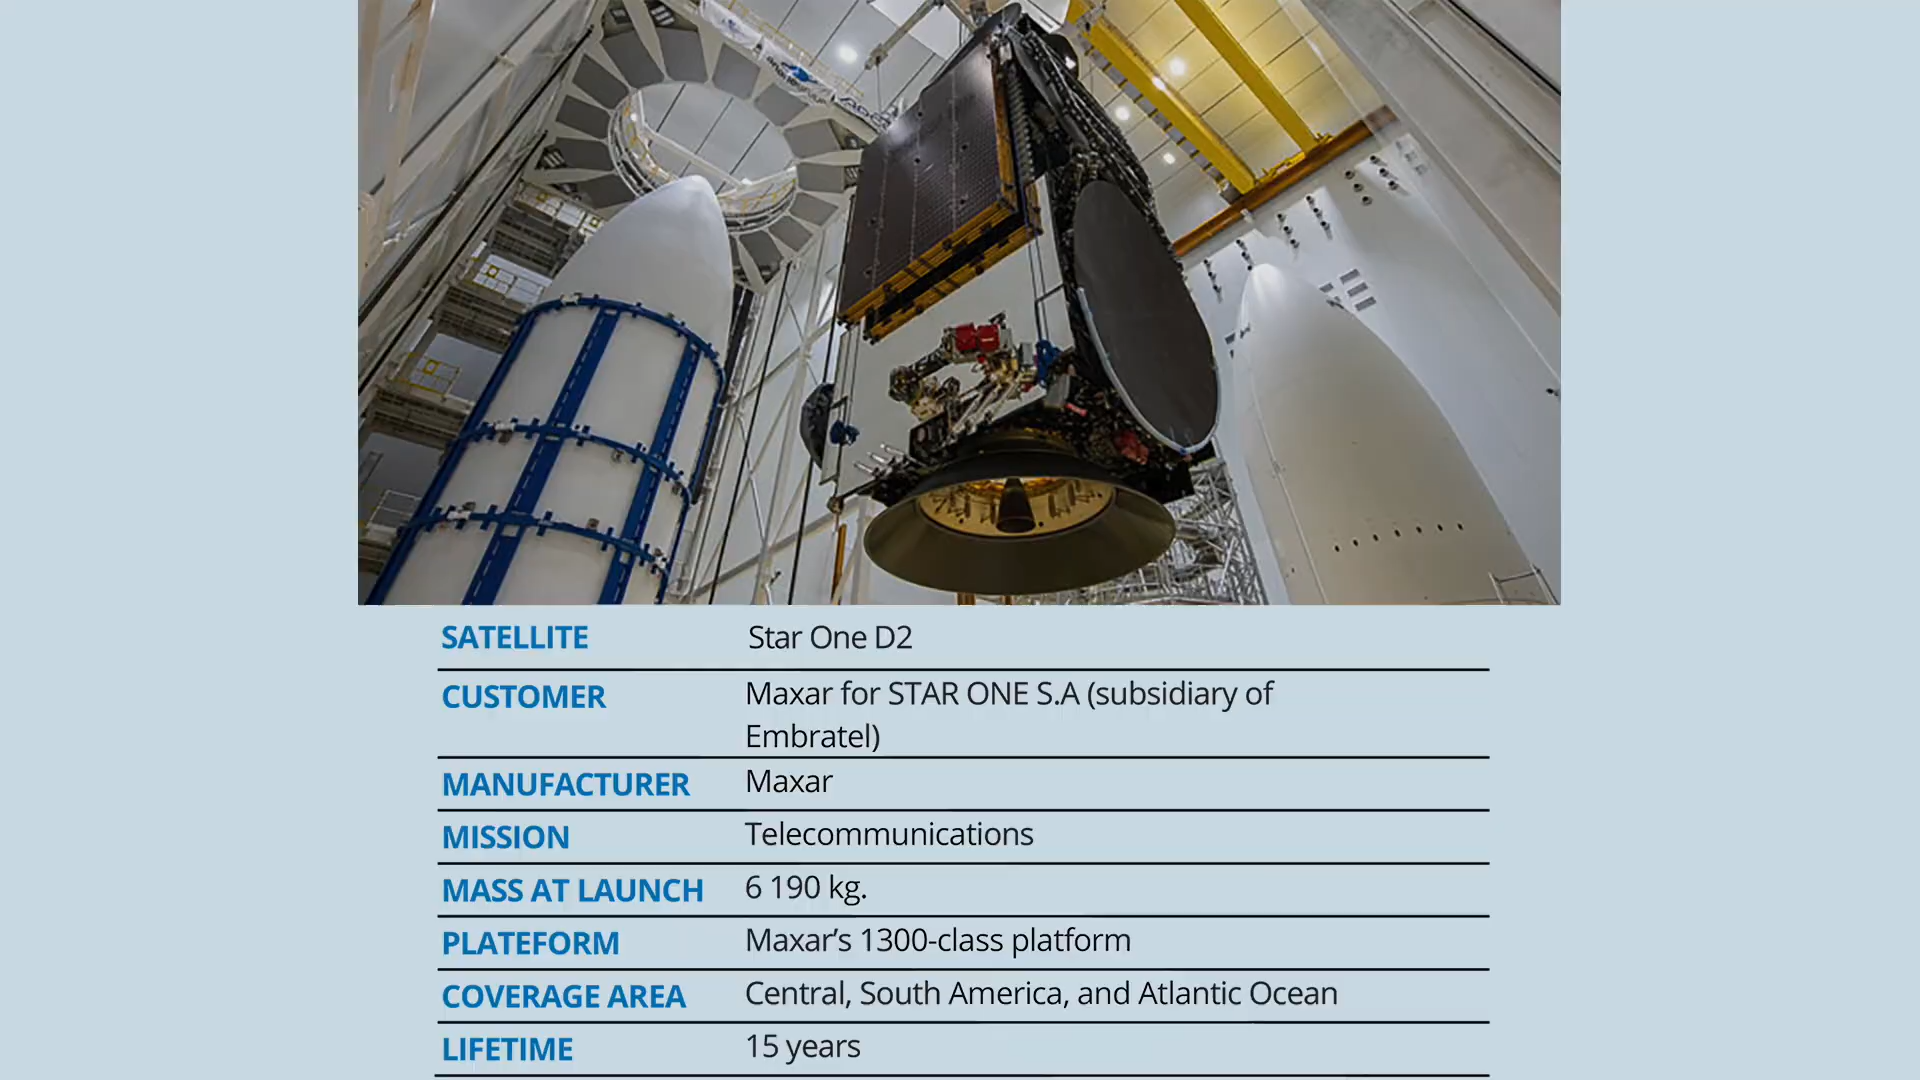 SATELLITE Star One D2
CUSTOMER Maxar for STAR ONE S.A (subsidiary of
Embratel)
MANUFACTURER Maxar
MISSION Telecommunications
MASS AT LAUNCH 6 190 kg.
PLATEFORM Maxar’s 1300-class platform
COVERAGE AREA Central, South America, and Atlantic Ocean
LIFETIME 15 years